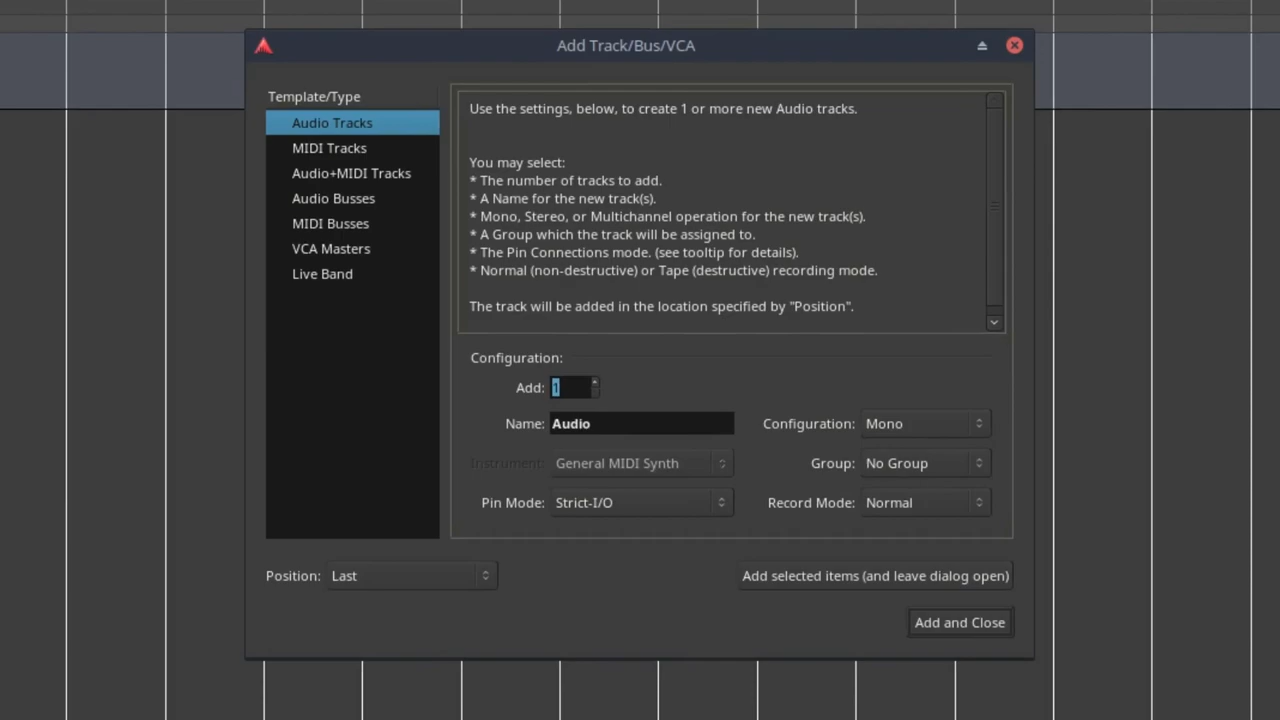 Add Track/Bus/VCA
Template/Type
Audio Tracks
MIDI Tracks
Audio+MIDI Tracks
Audio Busses
MIDI Busses
VCA Masters
Live Band
Use the settings, below, to create 1 or more new Audio tracks.
You may select:
* The number of tracks to add.
* A Name for the new track(s).
* Mono, Stereo, or Multichannel operation for the new track(s).
* A Group which the track will be assigned to.
* The Pin Connections mode. (see tooltip for details).
* Normal (non-destructive) or Tape (destructive) recording mode.
The track will be added in the location specified by "Position".
Configuration:
Add: 1
Name: Audio
Configuration: Mono
Instrument: General MIDI Synth
Group: No Group
Pin Mode: Strict-I/O
Record Mode: Normal
Position: Last
Add selected items (and leave dialog open)
Add and Close